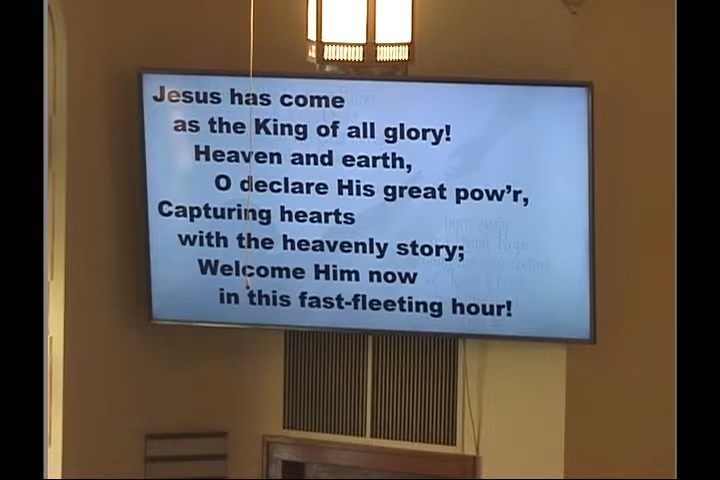 Jesus has come
as the King of all glory!
Heaven and earth,
O declare His great pow'r,
Capturing hearts
with the heavenly story;
Welcome Him now
in this fast-fleeting hour!